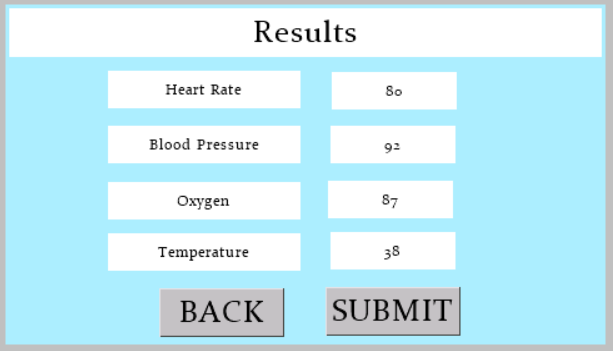 Results
Heart Rate 80
Blood Pressure 92
Oxygen 87
Temperature 38
BACK SUBMIT